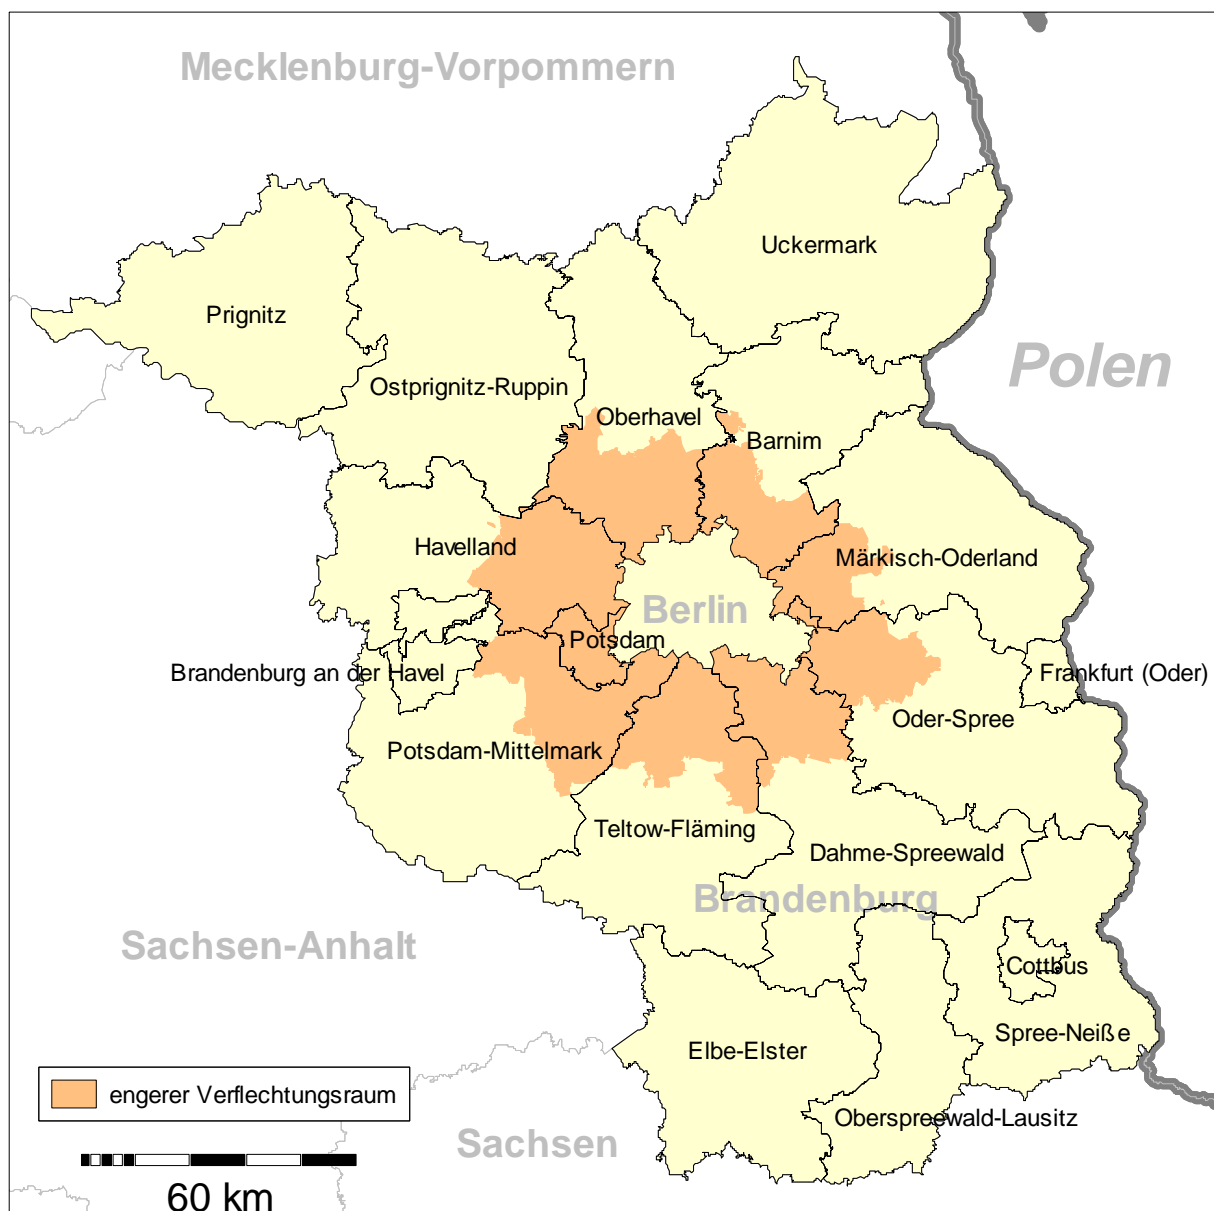 Mecklenburg-Vorpommern
Uckermark
Prignitz
Polen
Ostprignitz-Ruppin
Oberhavel
Barnim
Havelland
Märkisch-Oderland
Berlin
Potsdam
Brandenburg an der Havel
Frankfurt (Oder)
Oder-Spree
Potsdam-Mittelmark
Teltow-Fläming
Dahme-Spreewald
Brandenburg
Sachsen-Anhalt
Cottbus
Spree-Neiße
Elbe-Elster
engerer Verflechtungsraum
Oberspreewald-Lausitz
Sachsen
60 km